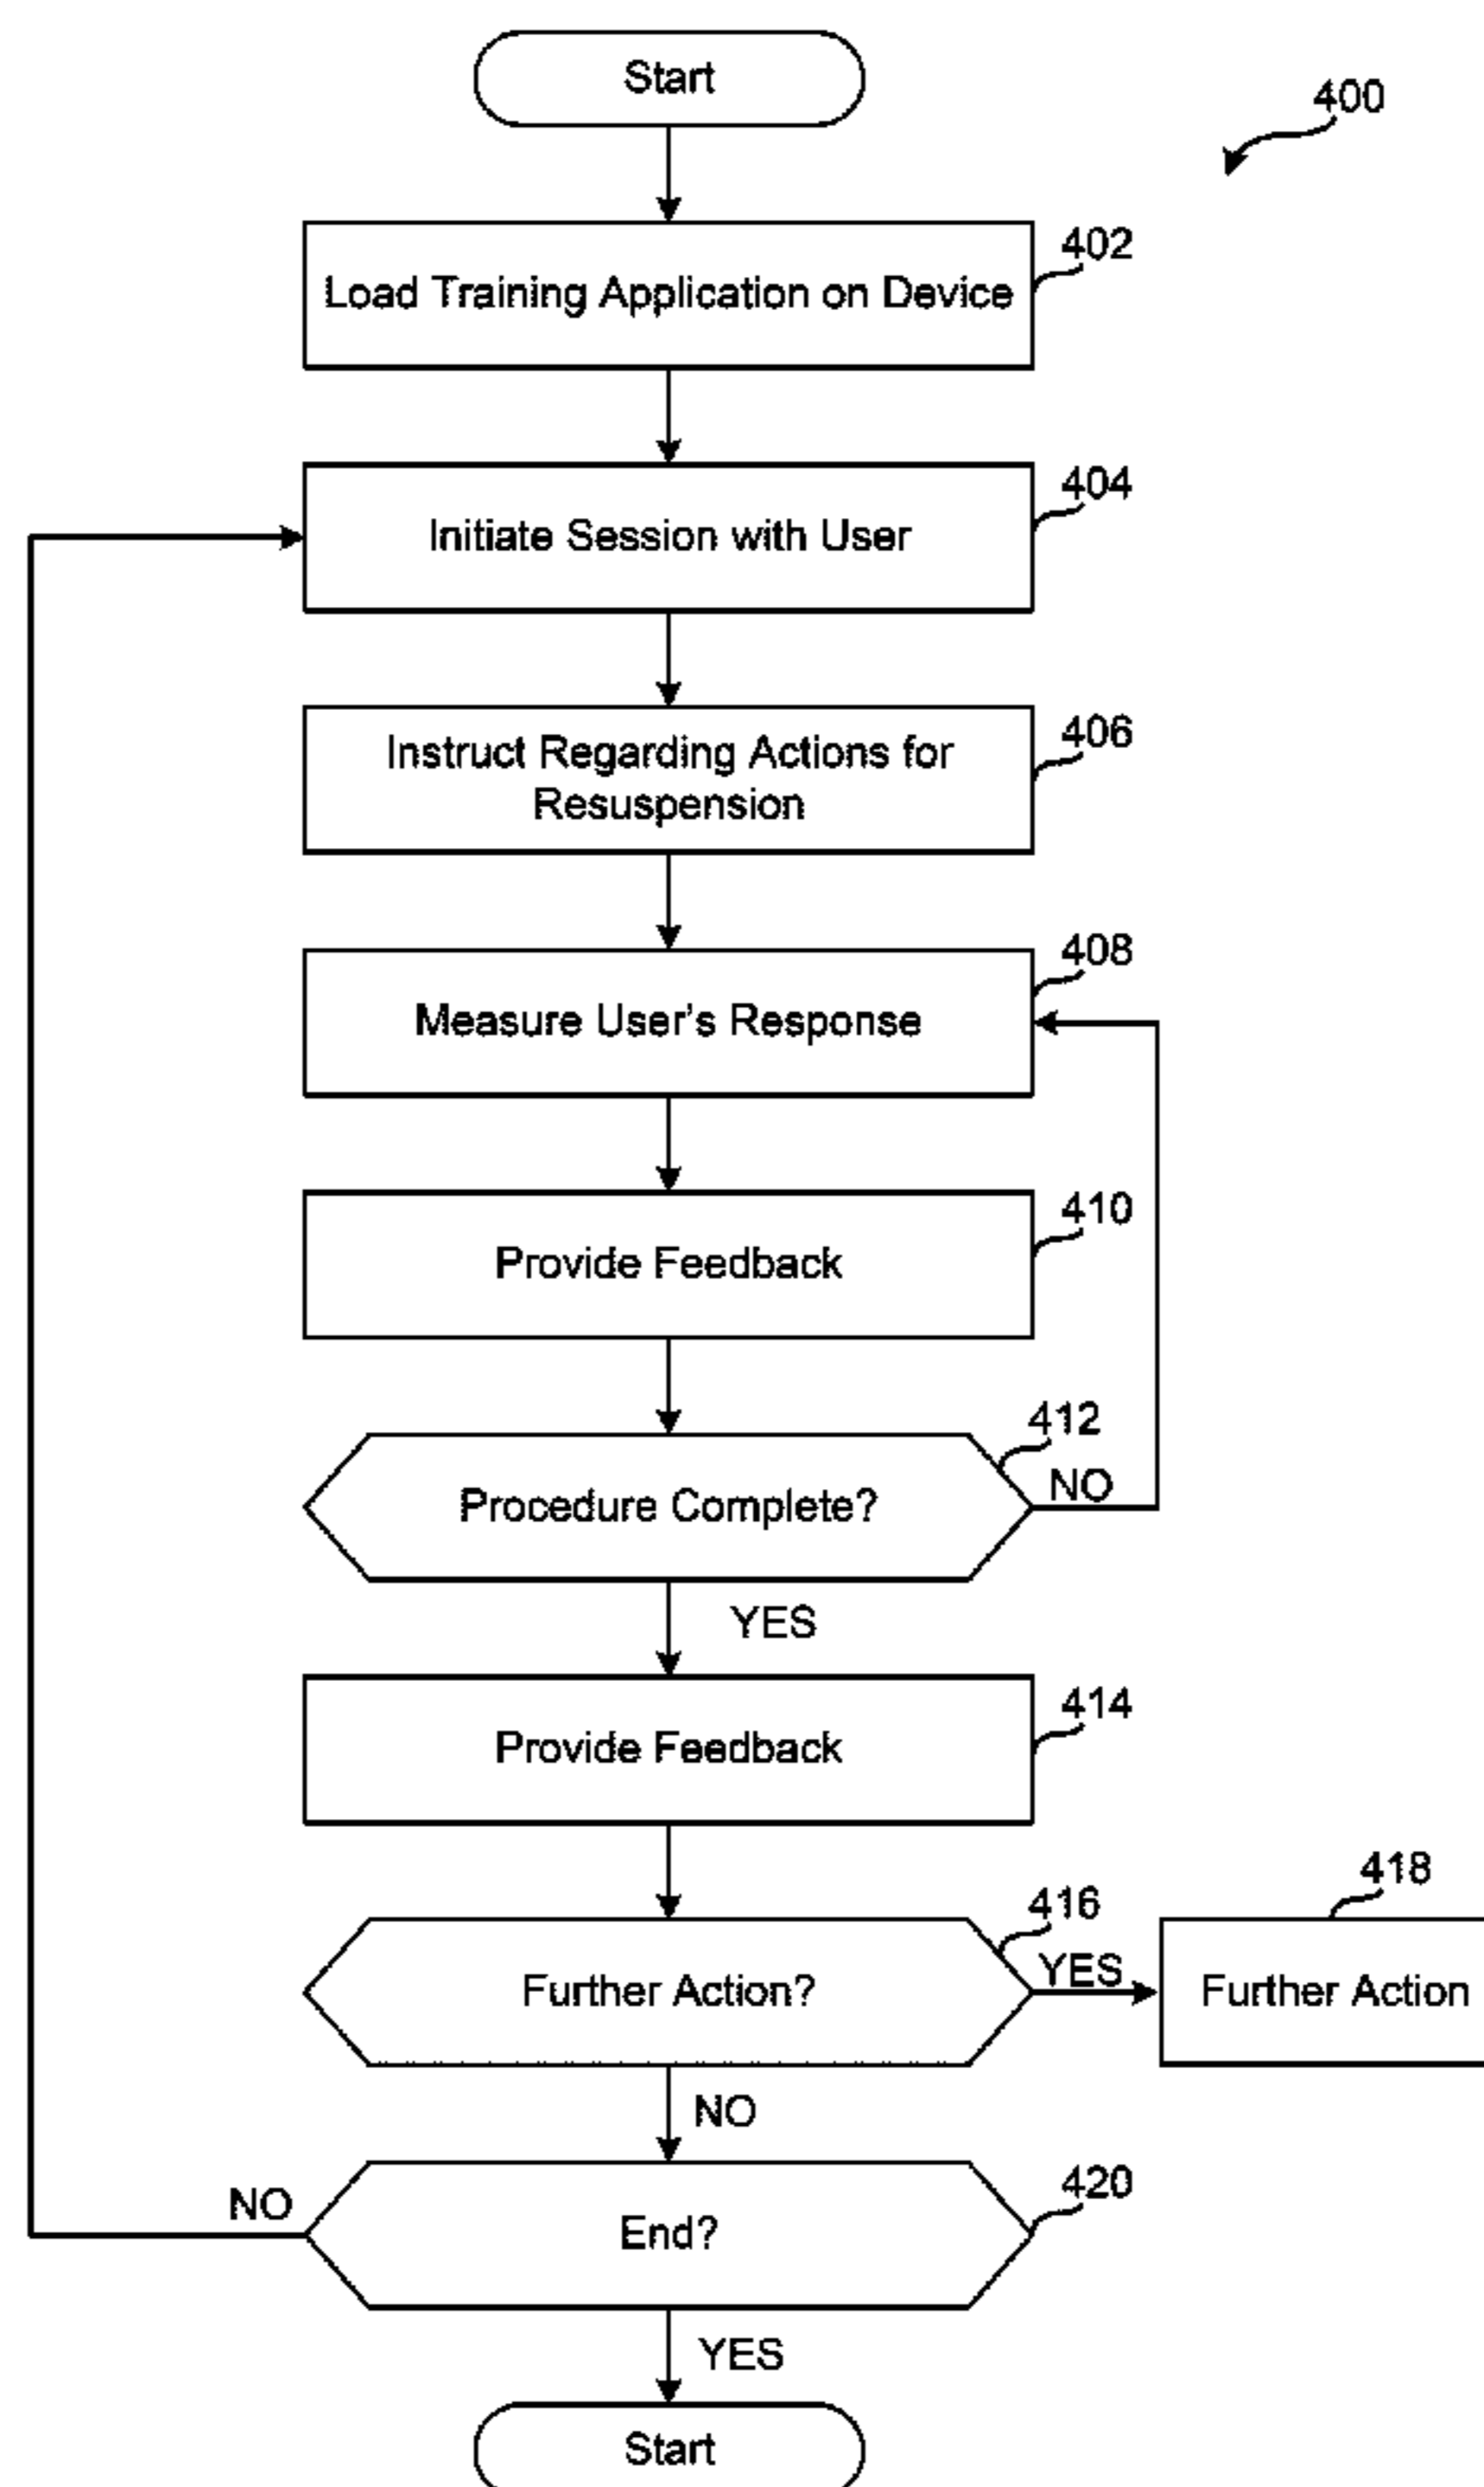 Start
400
402
Load Training Application on Device
404
Initiate Session with User
406
Instruct Regarding Actions for
Resuspension
408
Measure User's Response
410
Provide Feedback
412
Procedure Complete?
NO
YES
414
Provide Feedback
416
418
Further Action?
YES
Further Action
NO
420
NO
End?
YES
Start